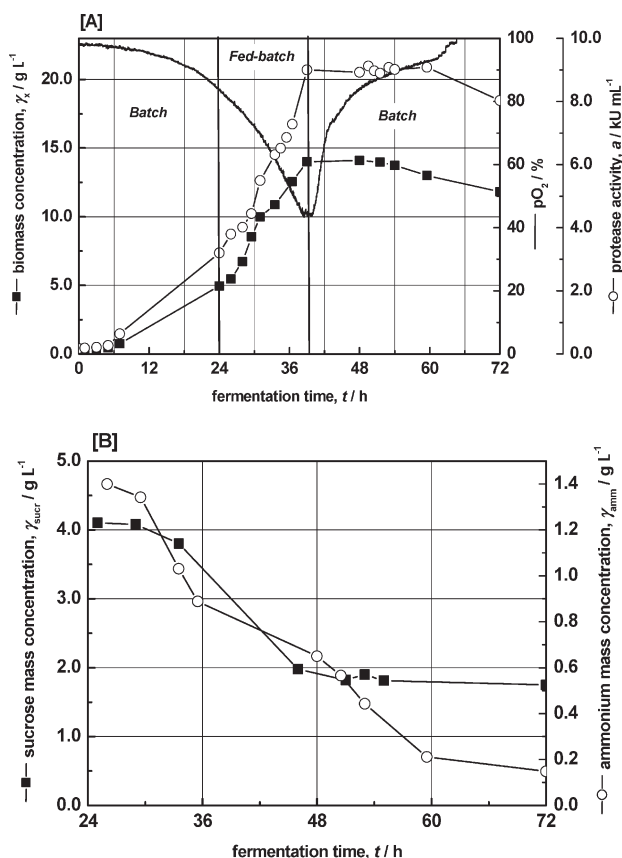 [A]
biomass concentration, γx / g L-1
20.0
15.0
10.0
5.0
0.0
Batch
Fed-batch
Batch
0 12 24 36 48 60 72
fermentation time, t / h
100
80
60
40
20
0
pO2 / %
10.0
8.0
6.0
4.0
2.0
0.0
protease activity, a / kU mL-1
[B]
sucrose mass concentration, γsucr / g L-1
5.0
4.0
3.0
2.0
1.0
0.0
24 36 48 60 72
fermentation time, t / h
1.4
1.2
1.0
0.8
0.6
0.4
0.2
0.0
ammonium mass concentration, γamm / g L-1